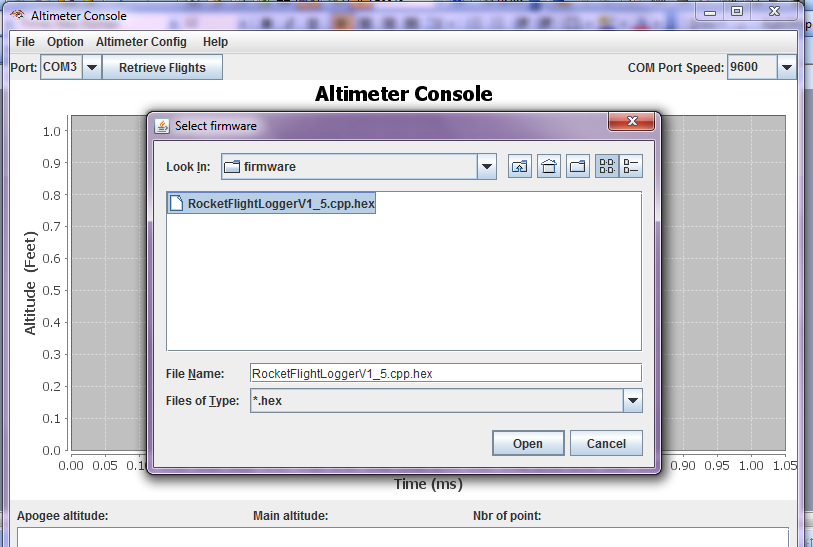 Altimeter Console
File Option Altimeter Config Help
Port: COM3 Retrieve Flights COM Port Speed: 9600
Altimeter Console
Select firmware
Look In: firmware
RocketFlightLoggerV1_5.cpp.hex
File Name: RocketFlightLoggerV1_5.cpp.hex
Files of Type: *.hex
Open Cancel
Altitude (Feet)
1.0
0.9
0.8
0.7
0.6
0.5
0.4
0.3
0.2
0.1
0.0
0.00 0.05 0.90 0.95 1.00 1.05
Time (ms)
Apogee altitude: Main altitude: Nbr of point: